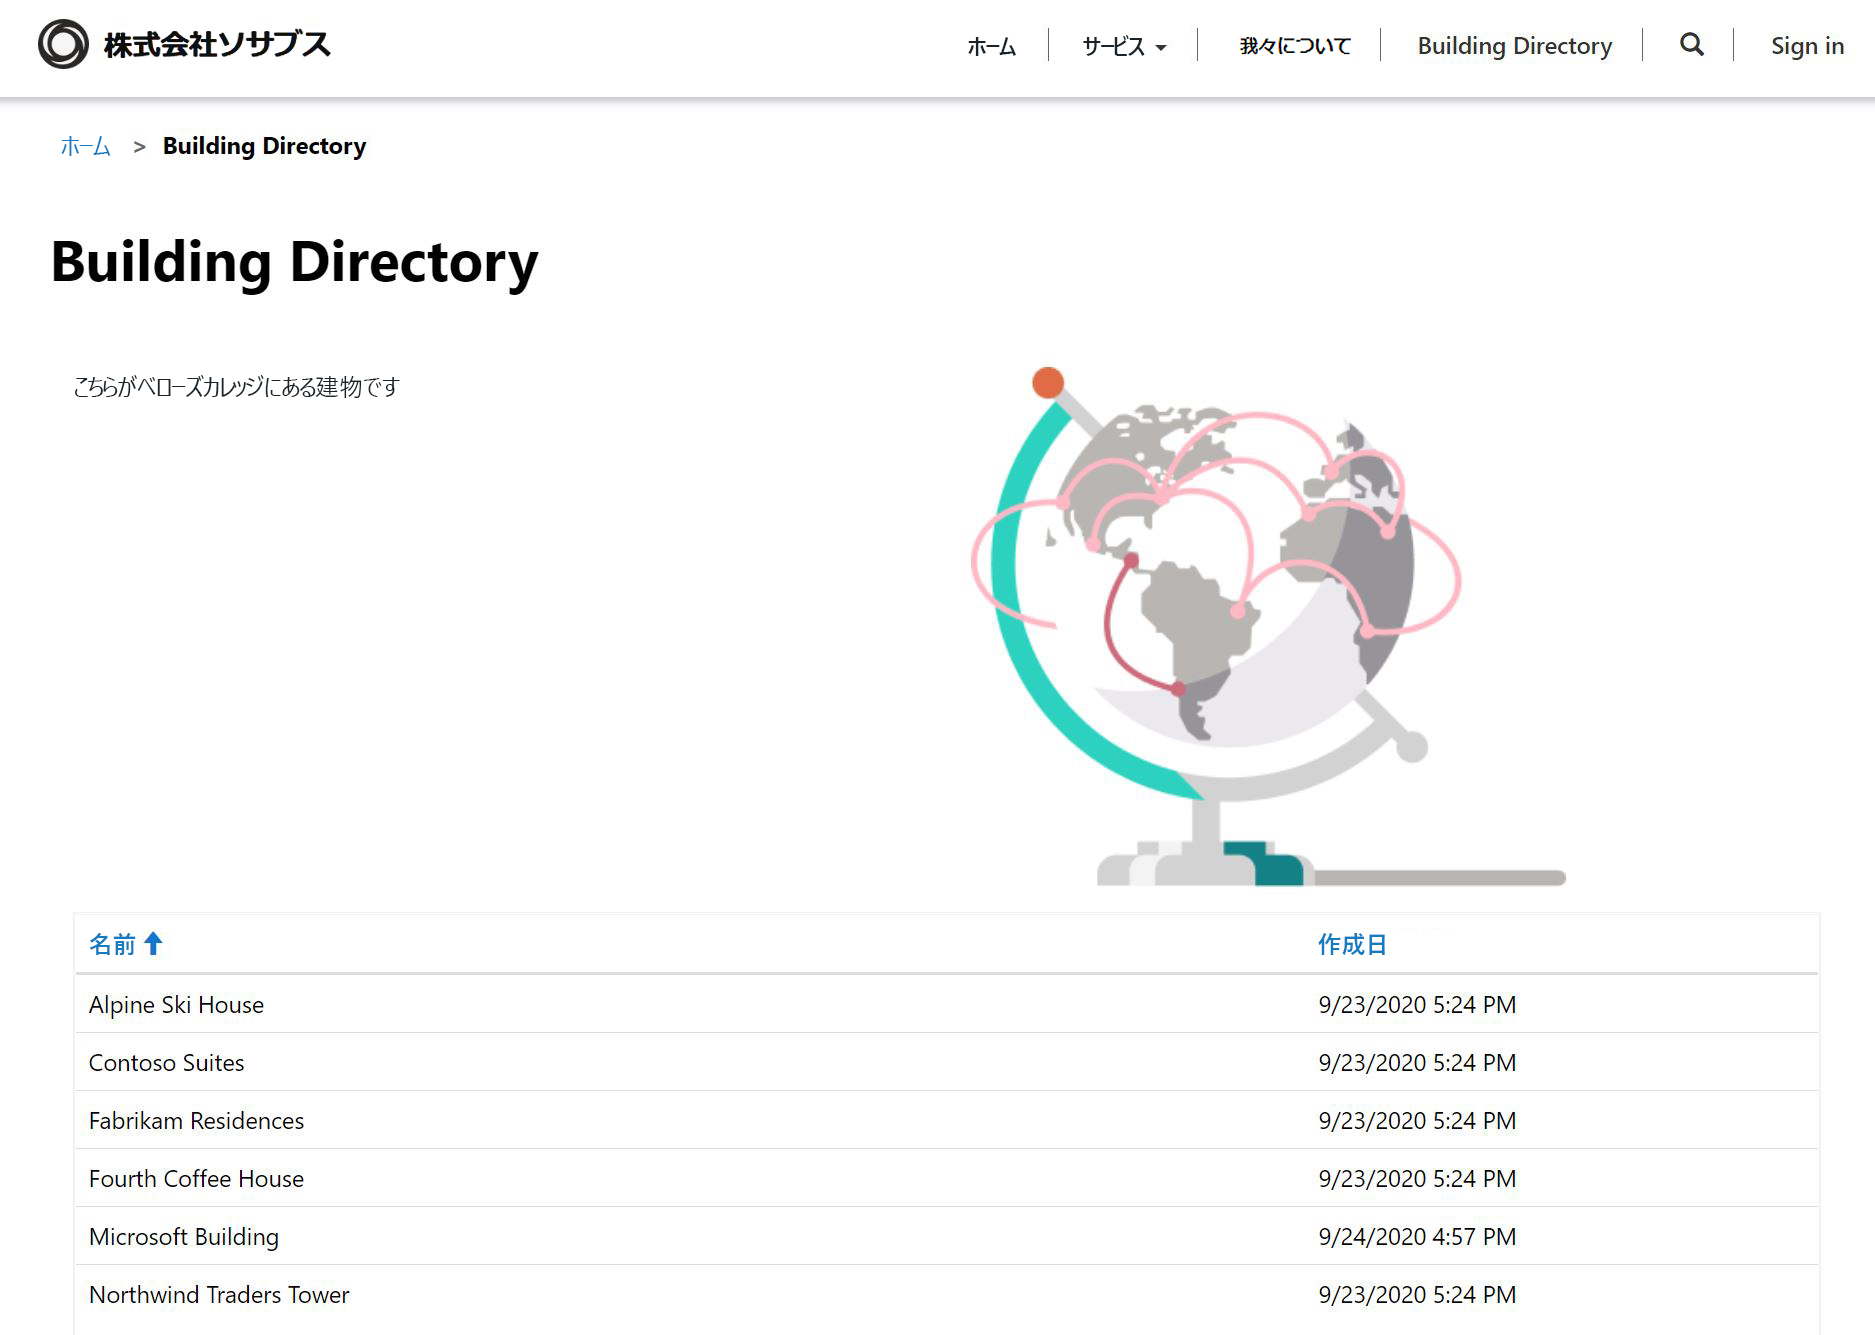 株式会社ソサブス
ホーム
サービス
我々について
Building Directory
Sign in
ホーム > Building Directory
Building Directory
こちらがベローズカレッジにある建物です
名前 作成日
Alpine Ski House 9/23/2020 5:24 PM
Contoso Suites 9/23/2020 5:24 PM
Fabrikam Residences 9/23/2020 5:24 PM
Fourth Coffee House 9/23/2020 5:24 PM
Microsoft Building 9/24/2020 4:57 PM
Northwind Traders Tower 9/23/2020 5:24 PM